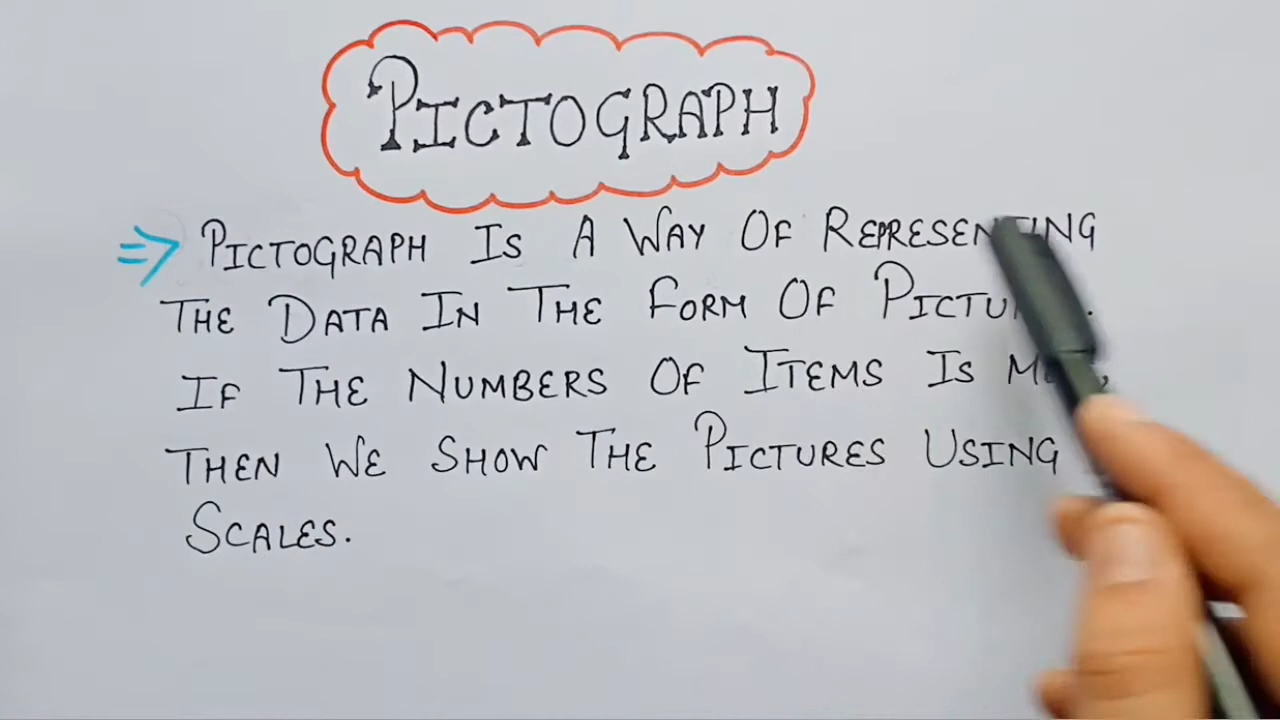 PICTOGRAPH
PICTOGRAPH IS A WAY OF REPRESENTING
THE DATA IN THE FORM OF
IF THE NUMBERS OF ITEMS IS
THEN WE SHOW THE PICTURES USING
SCALES.